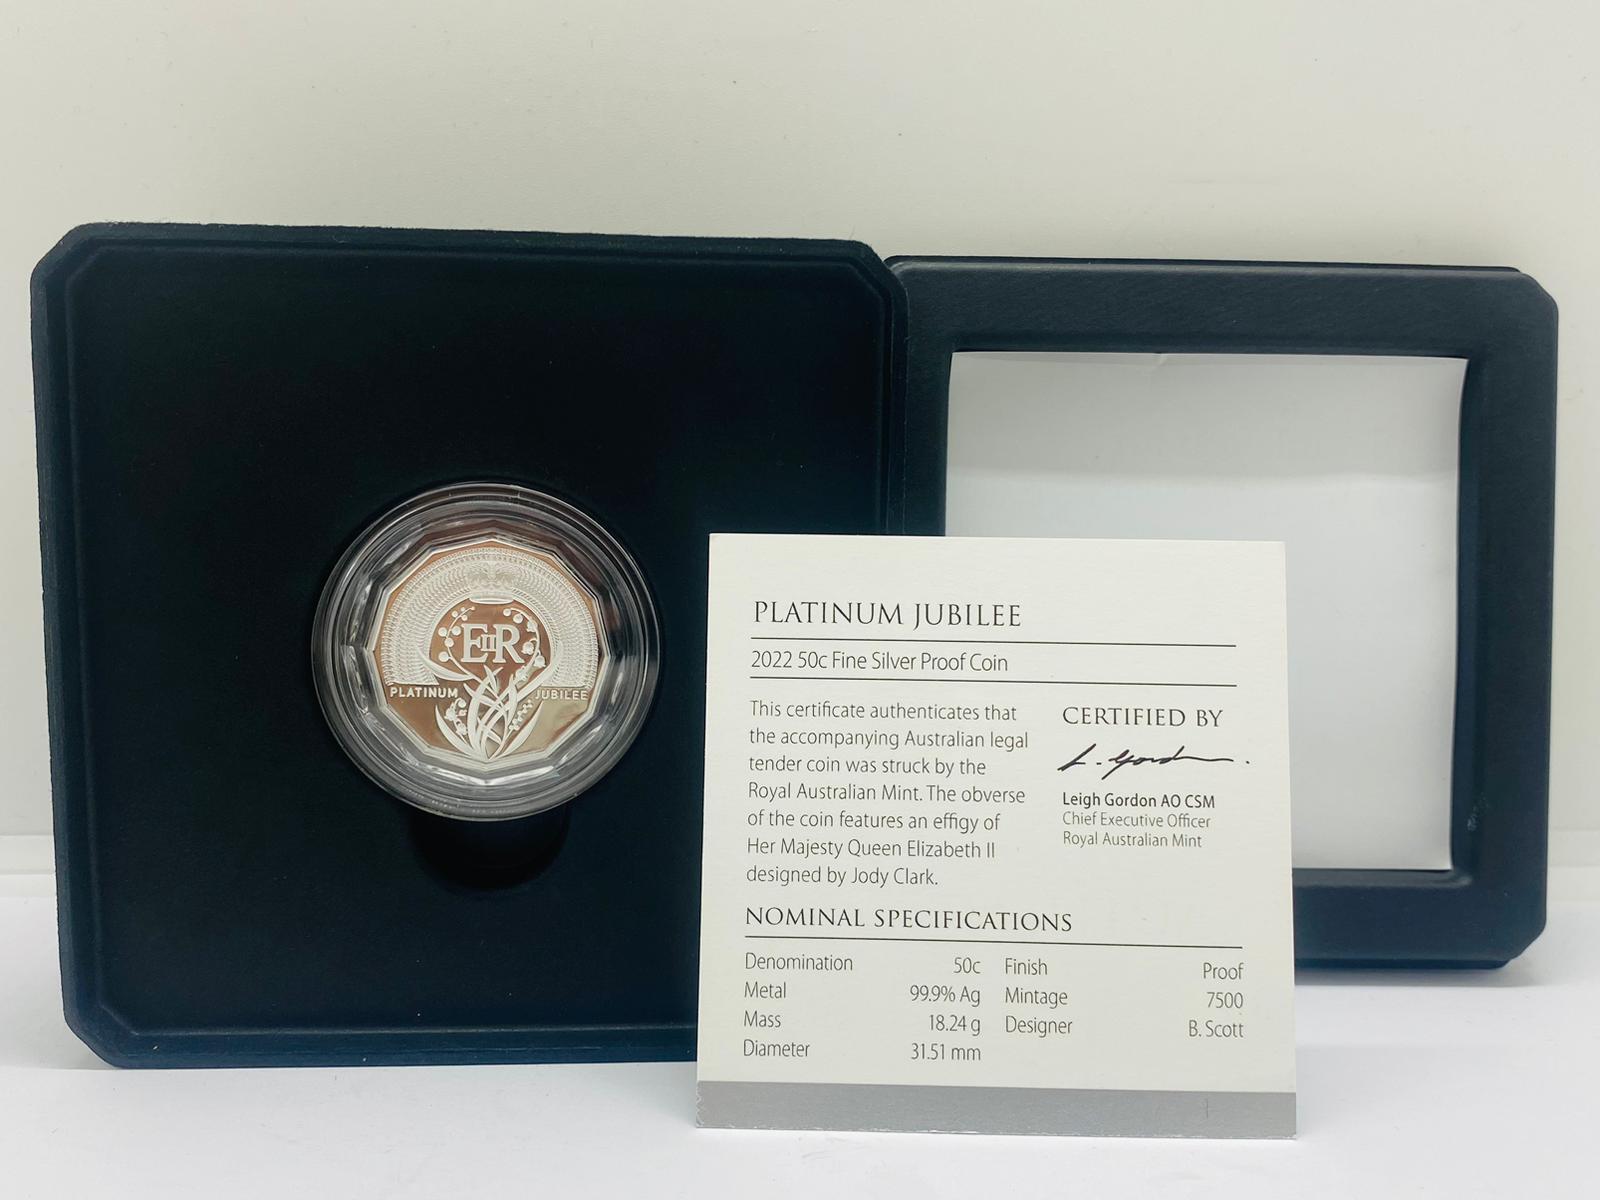 EIIR
PLATINUM JUBILEE
PLATINUM JUBILEE
2022 50c Fine Silver Proof Coin
This certificate authenticates that
the accompanying Australian legal
tender coin was struck by the
Royal Australian Mint. The obverse
of the coin features an effigy of
Her Majesty Queen Elizabeth II
designed by Jody Clark.
CERTIFIED BY
L. Gordon.
Leigh Gordon AO CSM
Chief Executive Officer
Royal Australian Mint
NOMINAL SPECIFICATIONS
Denomination 50c Finish Proof
Metal 99.9% Ag Mintage 7500
Mass 18.24 g Designer B. Scott
Diameter 31.51 mm